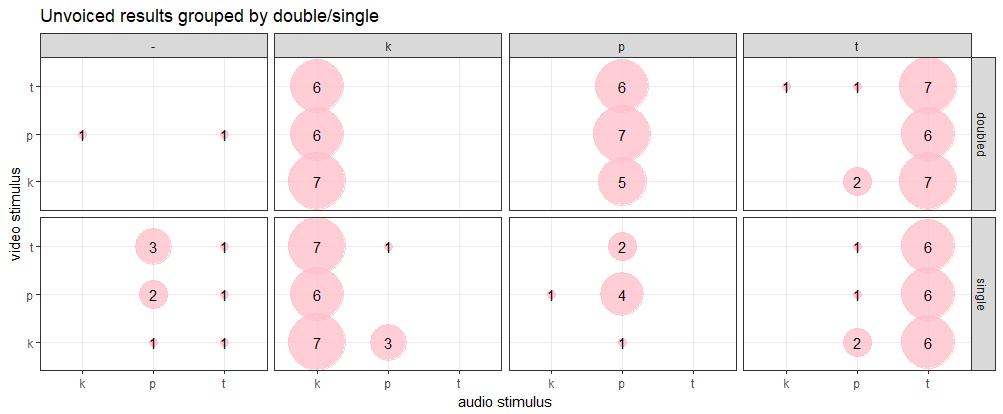 Unvoiced results grouped by double/single
- k p t
t 6 6 1 1 7
p 1 1 6 7 6
k 7 5 2 7
doubled
t 3 1 7 1 2 1 6
p 2 1 6 1 4 1 6
k 1 1 7 3 1 2 6
single
k p t k p t k p t k p t
video stimulus
audio stimulus